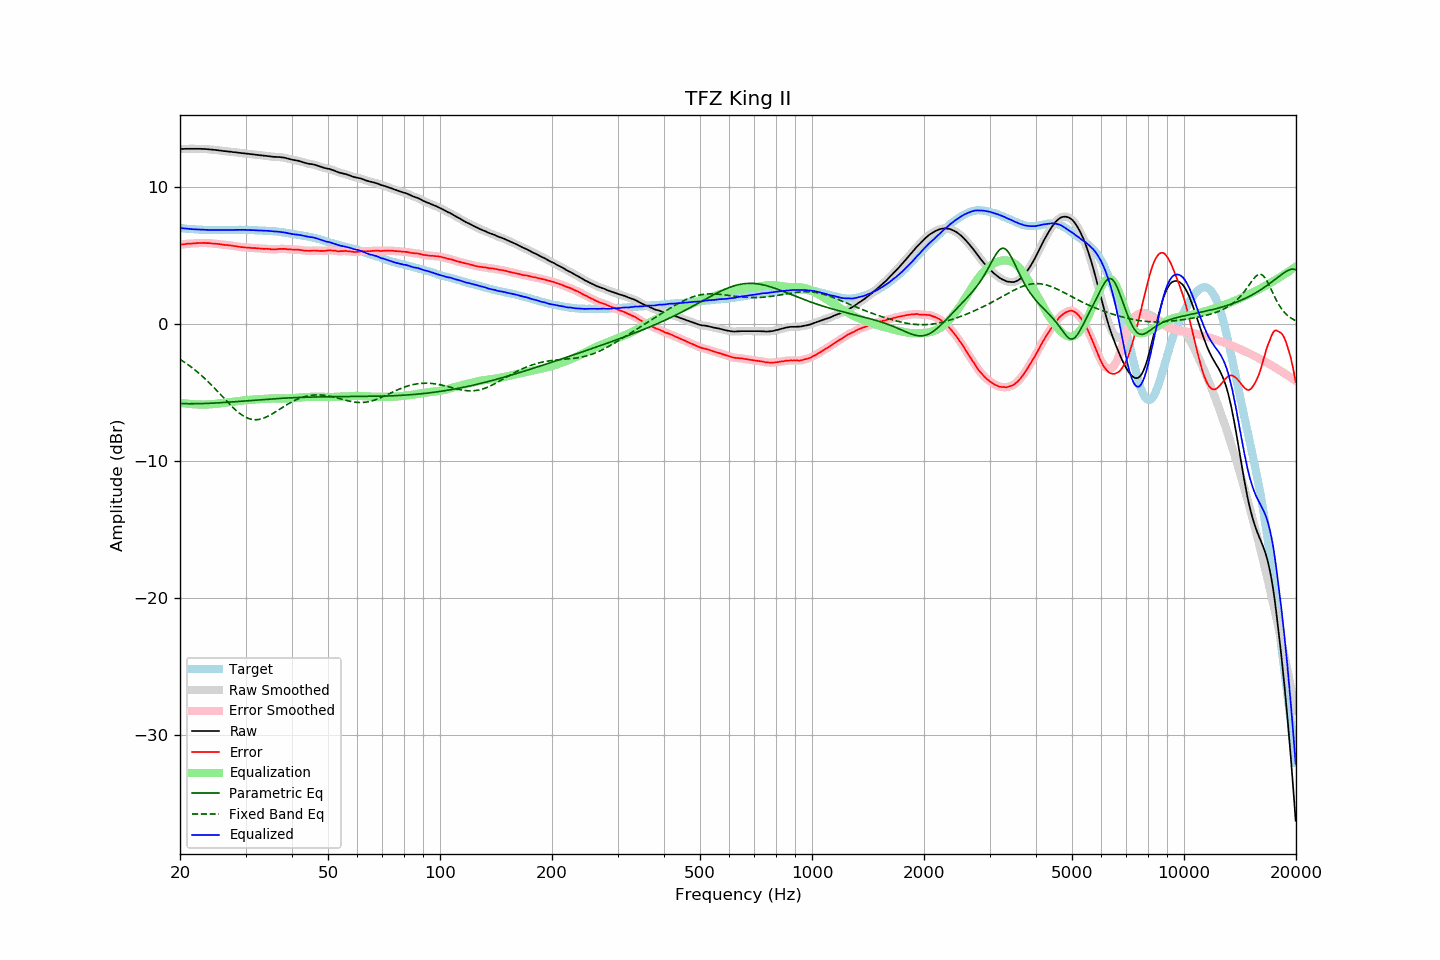 TFZ King II
10
0
−10
−20
−30
Amplitude (dBr)
Target
Raw Smoothed
Error Smoothed
Raw
Error
Equalization
Parametric Eq
Fixed Band Eq
Equalized
20 50 100 200 500 1000 2000 5000 10000 20000
Frequency (Hz)